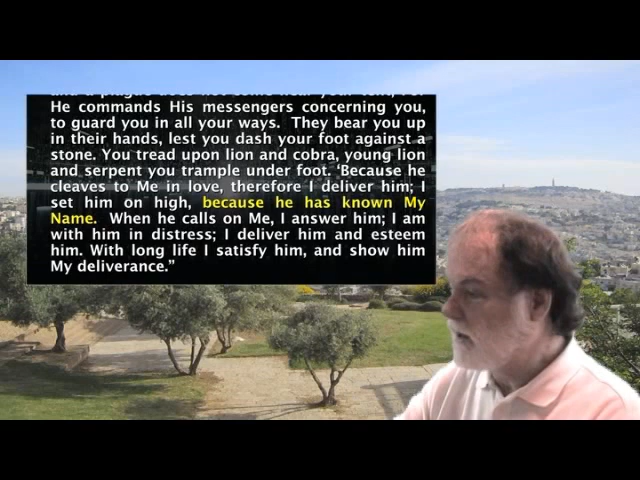 He commands His messengers concerning you,
to guard you in all your ways. They bear you up
in their hands, lest you dash your foot against a
stone. You tread upon lion and cobra, young lion
and serpent you trample under foot. 'Because he
cleaves to Me in love, therefore I deliver him; I
set him on high, because he has known My
Name. When he calls on Me, I answer him; I am
with him in distress; I deliver him and esteem
him. With long life I satisfy him, and show him
My deliverance.”